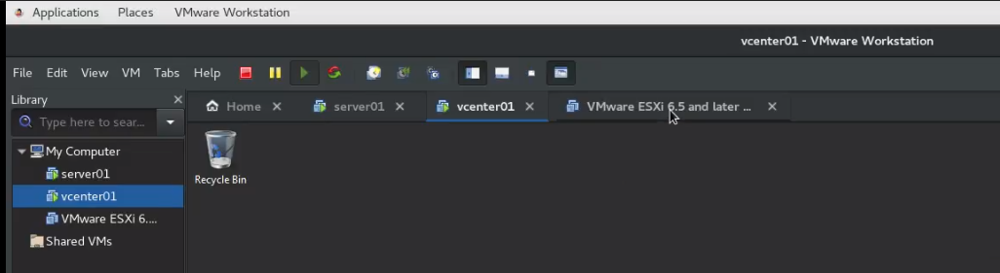 Applications Places VMware Workstation
vcenter01 - VMware Workstation
File Edit View VM Tabs Help
Library
Type here to sear...
My Computer
server01
vcenter01
VMware ESXi 6....
Shared VMs
Home server01 vcenter01 VMware ESXi 6.5 and later ...
Recycle Bin